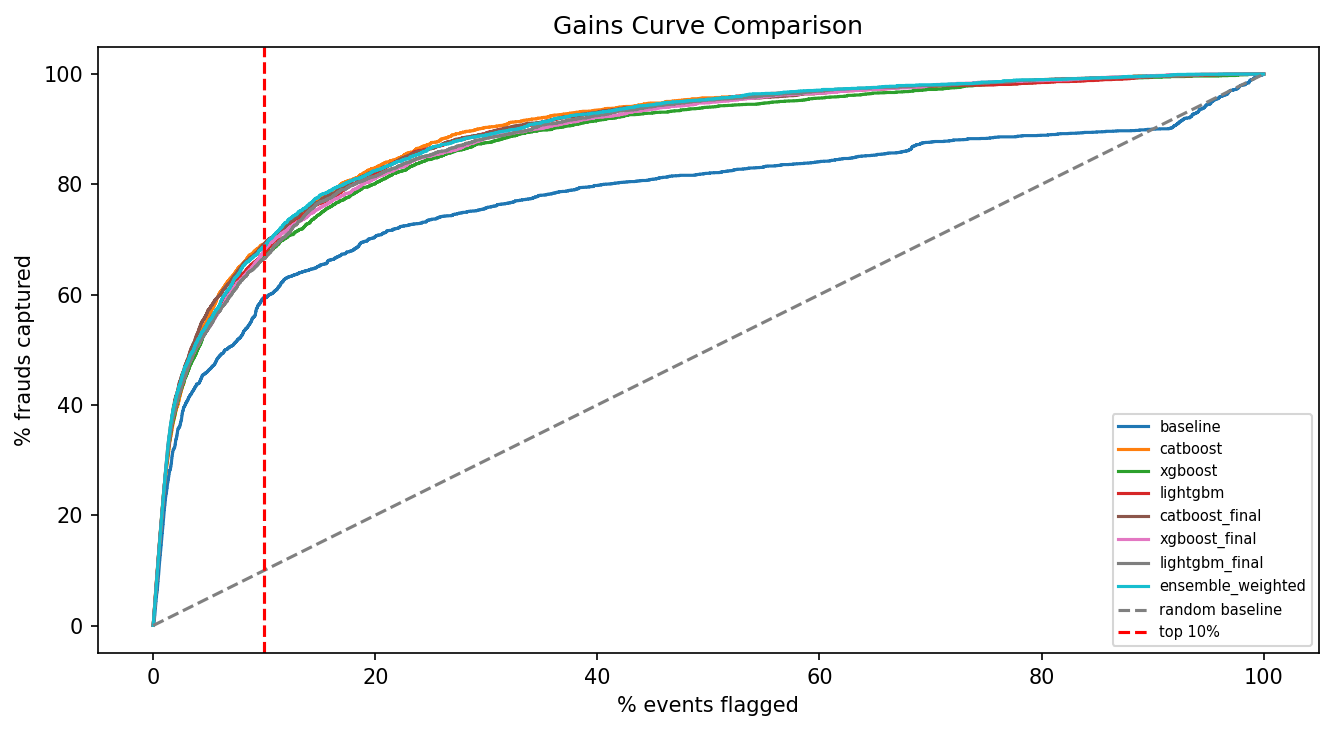 Gains Curve Comparison
% frauds captured
100
80
60
40
20
0
0 20 40 60 80 100
% events flagged
baseline
catboost
xgboost
lightgbm
catboost_final
xgboost_final
lightgbm_final
ensemble_weighted
random baseline
top 10%